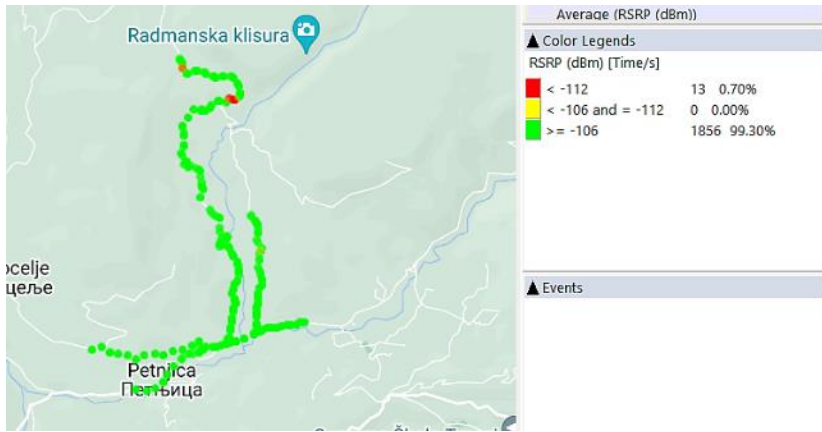 Radmanska klisura
ocelje
цеље
Petnjica
Петњица
Average (RSRP (dBm))
Color Legends
RSRP (dBm) [Time/s]
< -112 13 0.70%
< -106 and = -112 0 0.00%
>= -106 1856 99.30%
Events